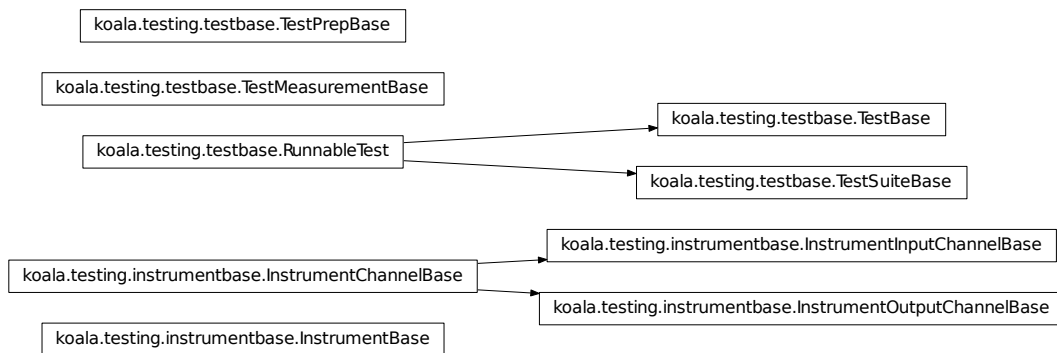 koala.testing.testbase.TestPrepBase
koala.testing.testbase.TestMeasurementBase
koala.testing.testbase.RunnableTest
koala.testing.testbase.TestBase
koala.testing.testbase.TestSuiteBase
koala.testing.instrumentbase.InstrumentChannelBase
koala.testing.instrumentbase.InstrumentInputChannelBase
koala.testing.instrumentbase.InstrumentOutputChannelBase
koala.testing.instrumentbase.InstrumentBase